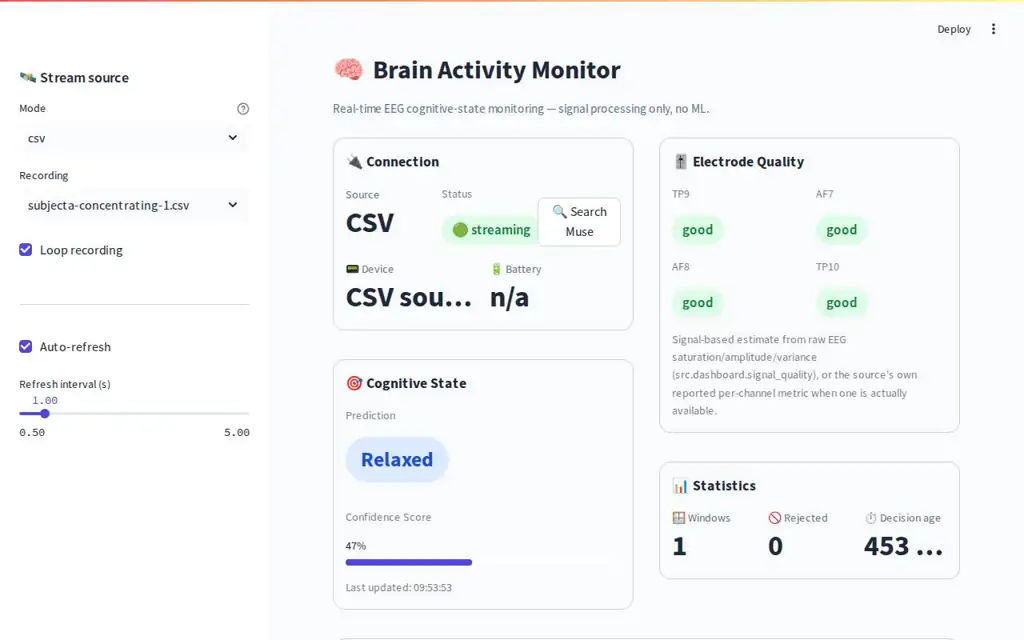 Deploy
Stream source
Mode
csv
Recording
subjecta-concentrating-1.csv
Loop recording
Auto-refresh
Refresh interval (s)
1.00
0.50 5.00
Brain Activity Monitor
Real-time EEG cognitive-state monitoring — signal processing only, no ML.
Connection
Source Status
CSV streaming
Search
Muse
Device Battery
CSV sou... n/a
Cognitive State
Prediction
Relaxed
Confidence Score
47%
Last updated: 09:53:53
Electrode Quality
TP9 AF7
good good
AF8 TP10
good good
Signal-based estimate from raw EEG
saturation/amplitude/variance
(src.dashboard.signal_quality), or the source's own
reported per-channel metric when one is actually
available.
Statistics
Windows Rejected Decision age
1 0 453 ...